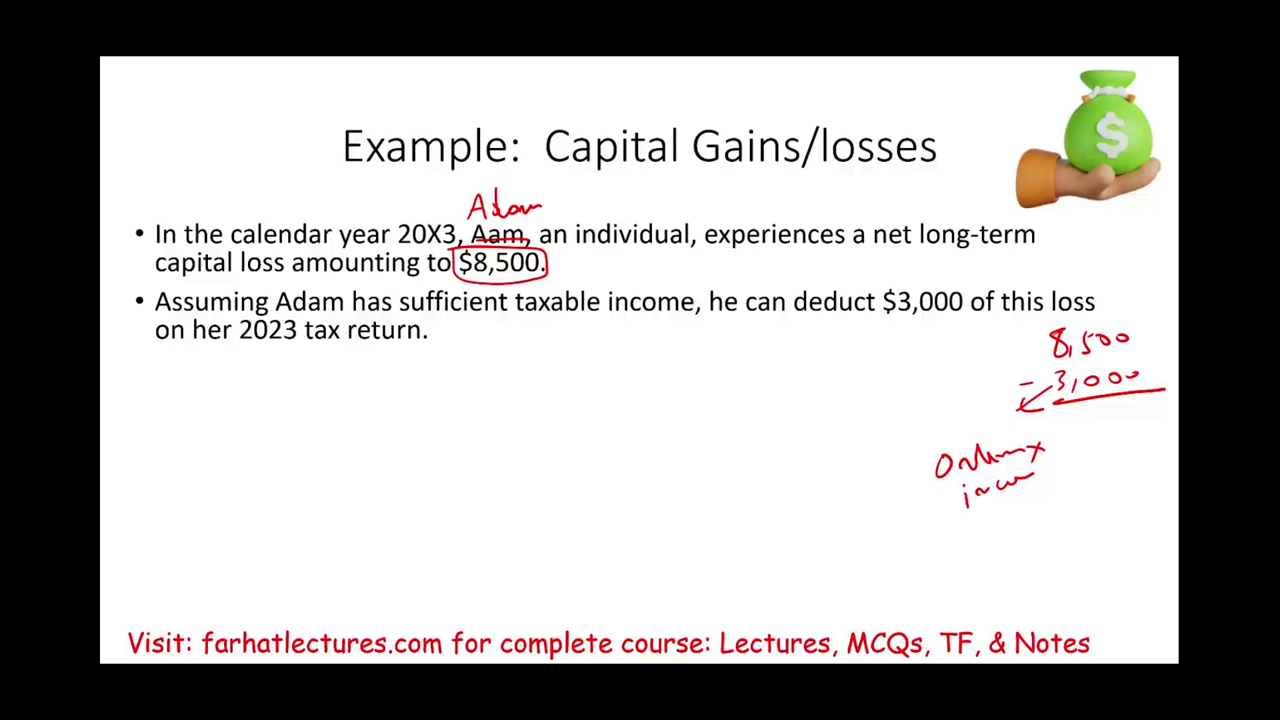 Example: Capital Gains/losses
Adam
• In the calendar year 20X3, Aam, an individual, experiences a net long-term
capital loss amounting to $8,500.
• Assuming Adam has sufficient taxable income, he can deduct $3,000 of this loss
on her 2023 tax return.
8,500
- 3,000
Visit: farhatlectures.com for complete course: Lectures, MCQs, TF, & Notes